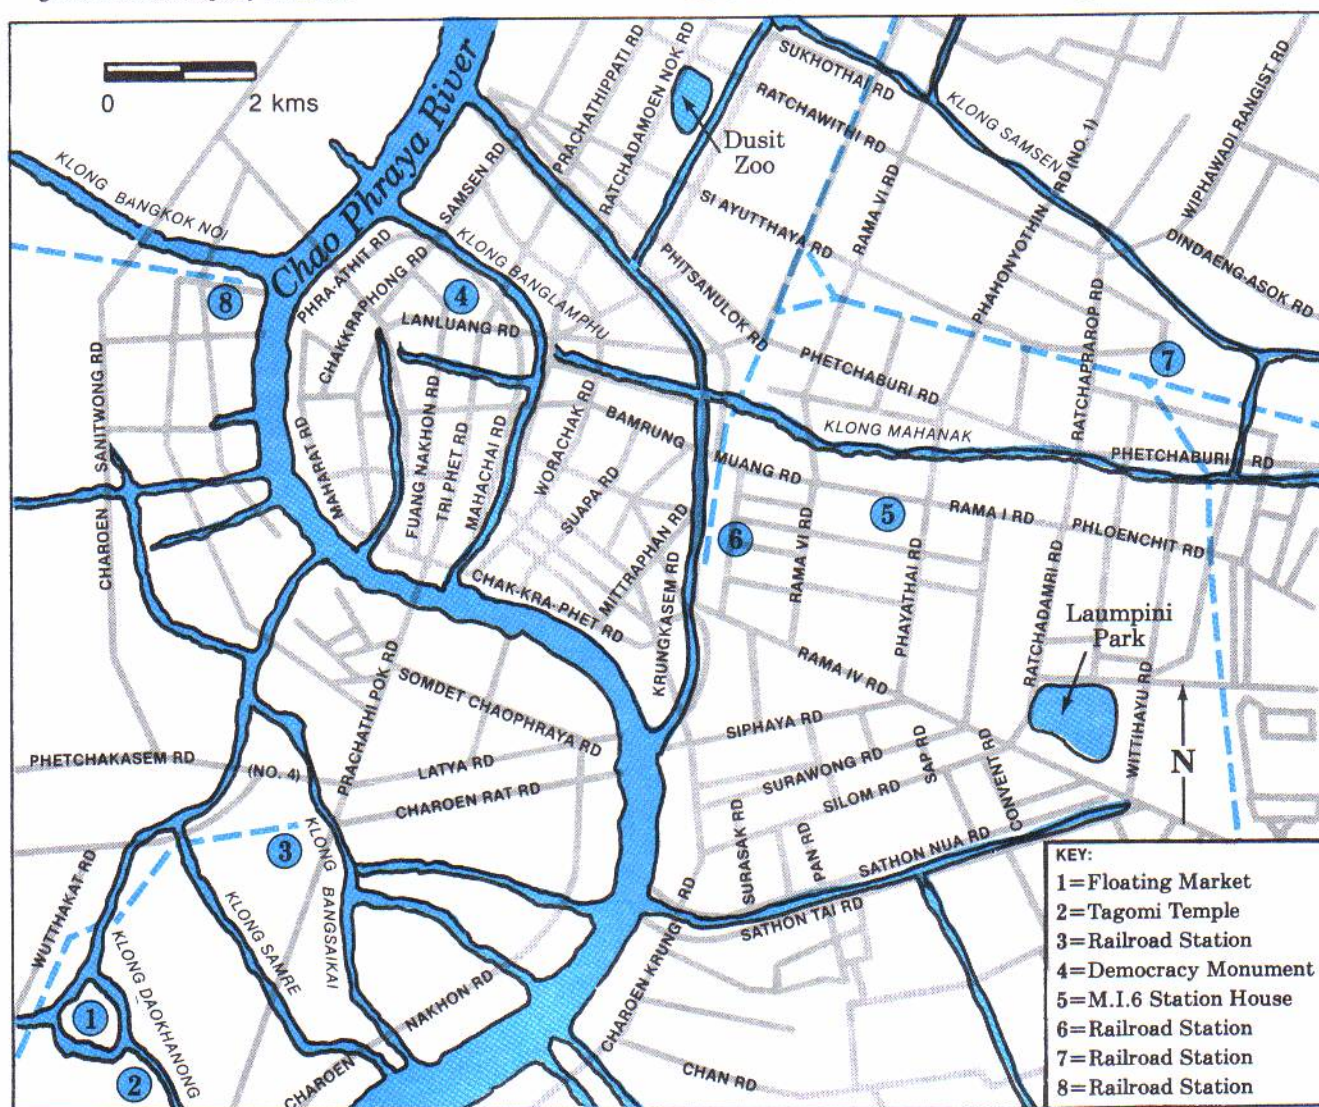 0 2 kms
Chao Phraya River
KLONG BANGKOK NOI
SAMSEN RD
PRACHATHIPPATI RD
RATCHADAMOEN NOK RD
Dusit
Zoo
SUKHOTHAI RD
RATCHAWITHI RD
KLONG SAMSEN
WIPHAWADI RANGIST RD
DINDAENG-ASOK RD
SI AYUTTHAYA RD
RAMA VI RD
PHAHONYOTHIN RD (NO. 1)
RATCHAPRAROP RD
PHRA-ATHIT RD
CHAKKRAPHONG RD
KLONG BANGLAMPHU
PHITSANULOK RD
8
4
LANLUANG RD
PHETCHABURI RD
7
CHAROEN SANITWONG RD
MAHARAT RD
FUANG NAKHON RD
TRI PHET RD
MAHACHAI RD
WORACHAK RD
SUAPA RD
MITTRAPHAN RD
BAMRUNG MUANG RD
KLONG MAHANAK
PHETCHABURI RD
5
RAMA I RD
PHLOENCHIT RD
6
RAMA VI RD
PHAYATHAI RD
RATCHADAMRI RD
CHAK-KRA-PHET RD
KRUNGKASEM RD
Laumpini
Park
RAMA IV RD
WITTIHAYU RD
N
PRACHATHI POK RD
SOMDET CHAOPHRAYA RD
SIPHAYA RD
PHETCHAKASEM RD
(NO. 4)
LATYA RD
CHAROEN RAT RD
SURAWONG RD
SILOM RD
SAP RD
CONVENT RD
SURASAK RD
PAN RD
SATHON NUA RD
SATHON TAI RD
3
WUTTHAKAT RD
KLONG DAOKHANONG
KLONG SAMRE
KLONG BANGSAIKAI
CHAROEN NAKHON RD
CHAROEN KRUNG RD
CHAN RD
1
2
KEY:
1=Floating Market
2=Tagomi Temple
3=Railroad Station
4=Democracy Monument
5=M.I.6 Station House
6=Railroad Station
7=Railroad Station
8=Railroad Station